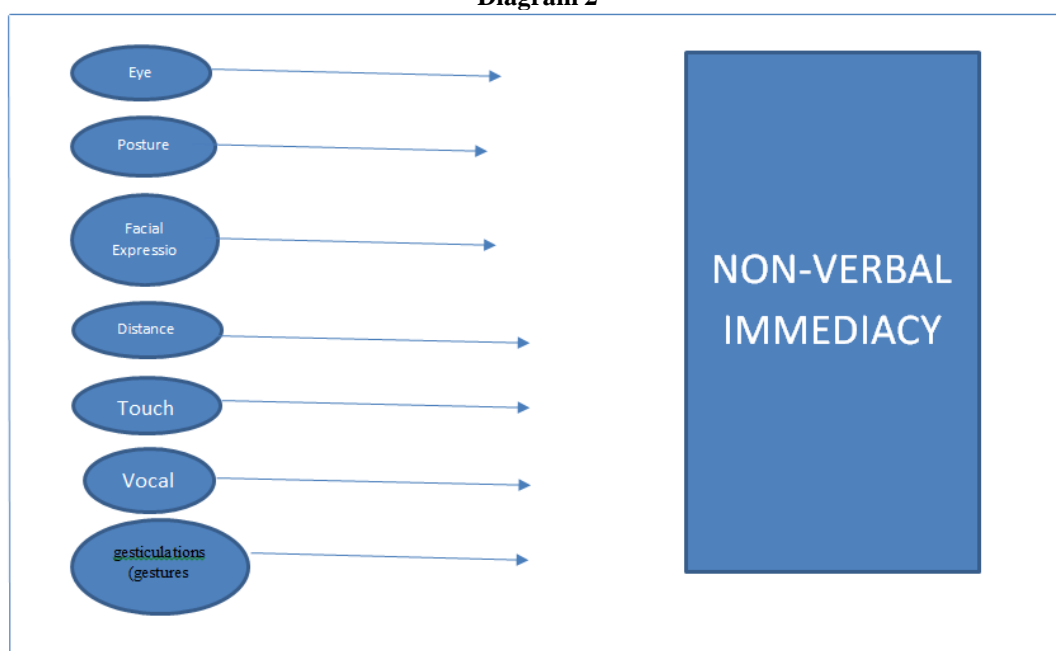 Diagram 2
Eye
Posture
Facial
Expressio
Distance
Touch
Vocal
gesticulations
(gestures
NON-VERBAL
IMMEDIACY